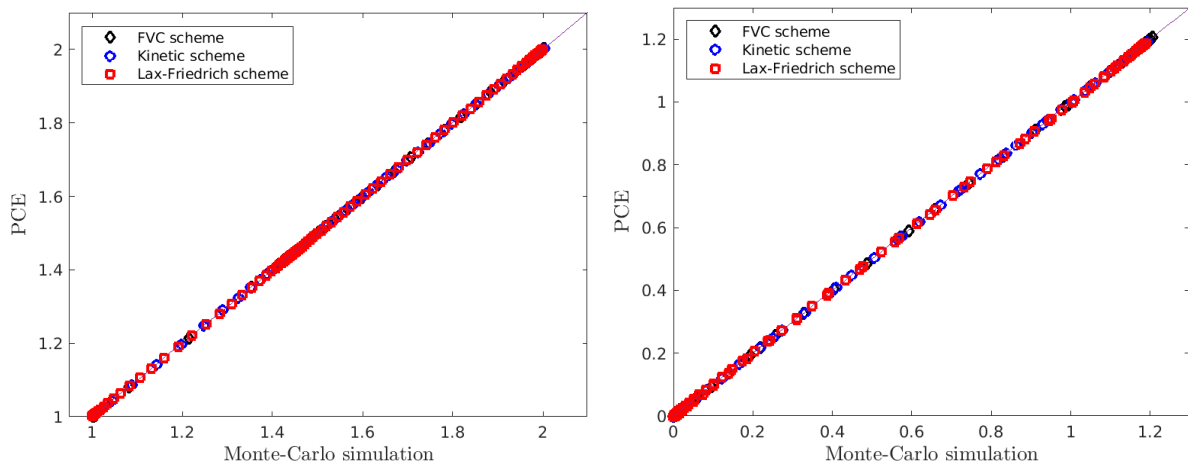 FVC scheme
Kinetic scheme
Lax-Friedrich scheme
2
1.8
1.6
1.4
1.2
1
PCE
1 1.2 1.4 1.6 1.8 2
Monte-Carlo simulation
FVC scheme
Kinetic scheme
Lax-Friedrich scheme
1.2
1
0.8
0.6
0.4
0.2
0
PCE
0 0.2 0.4 0.6 0.8 1 1.2
Monte-Carlo simulation